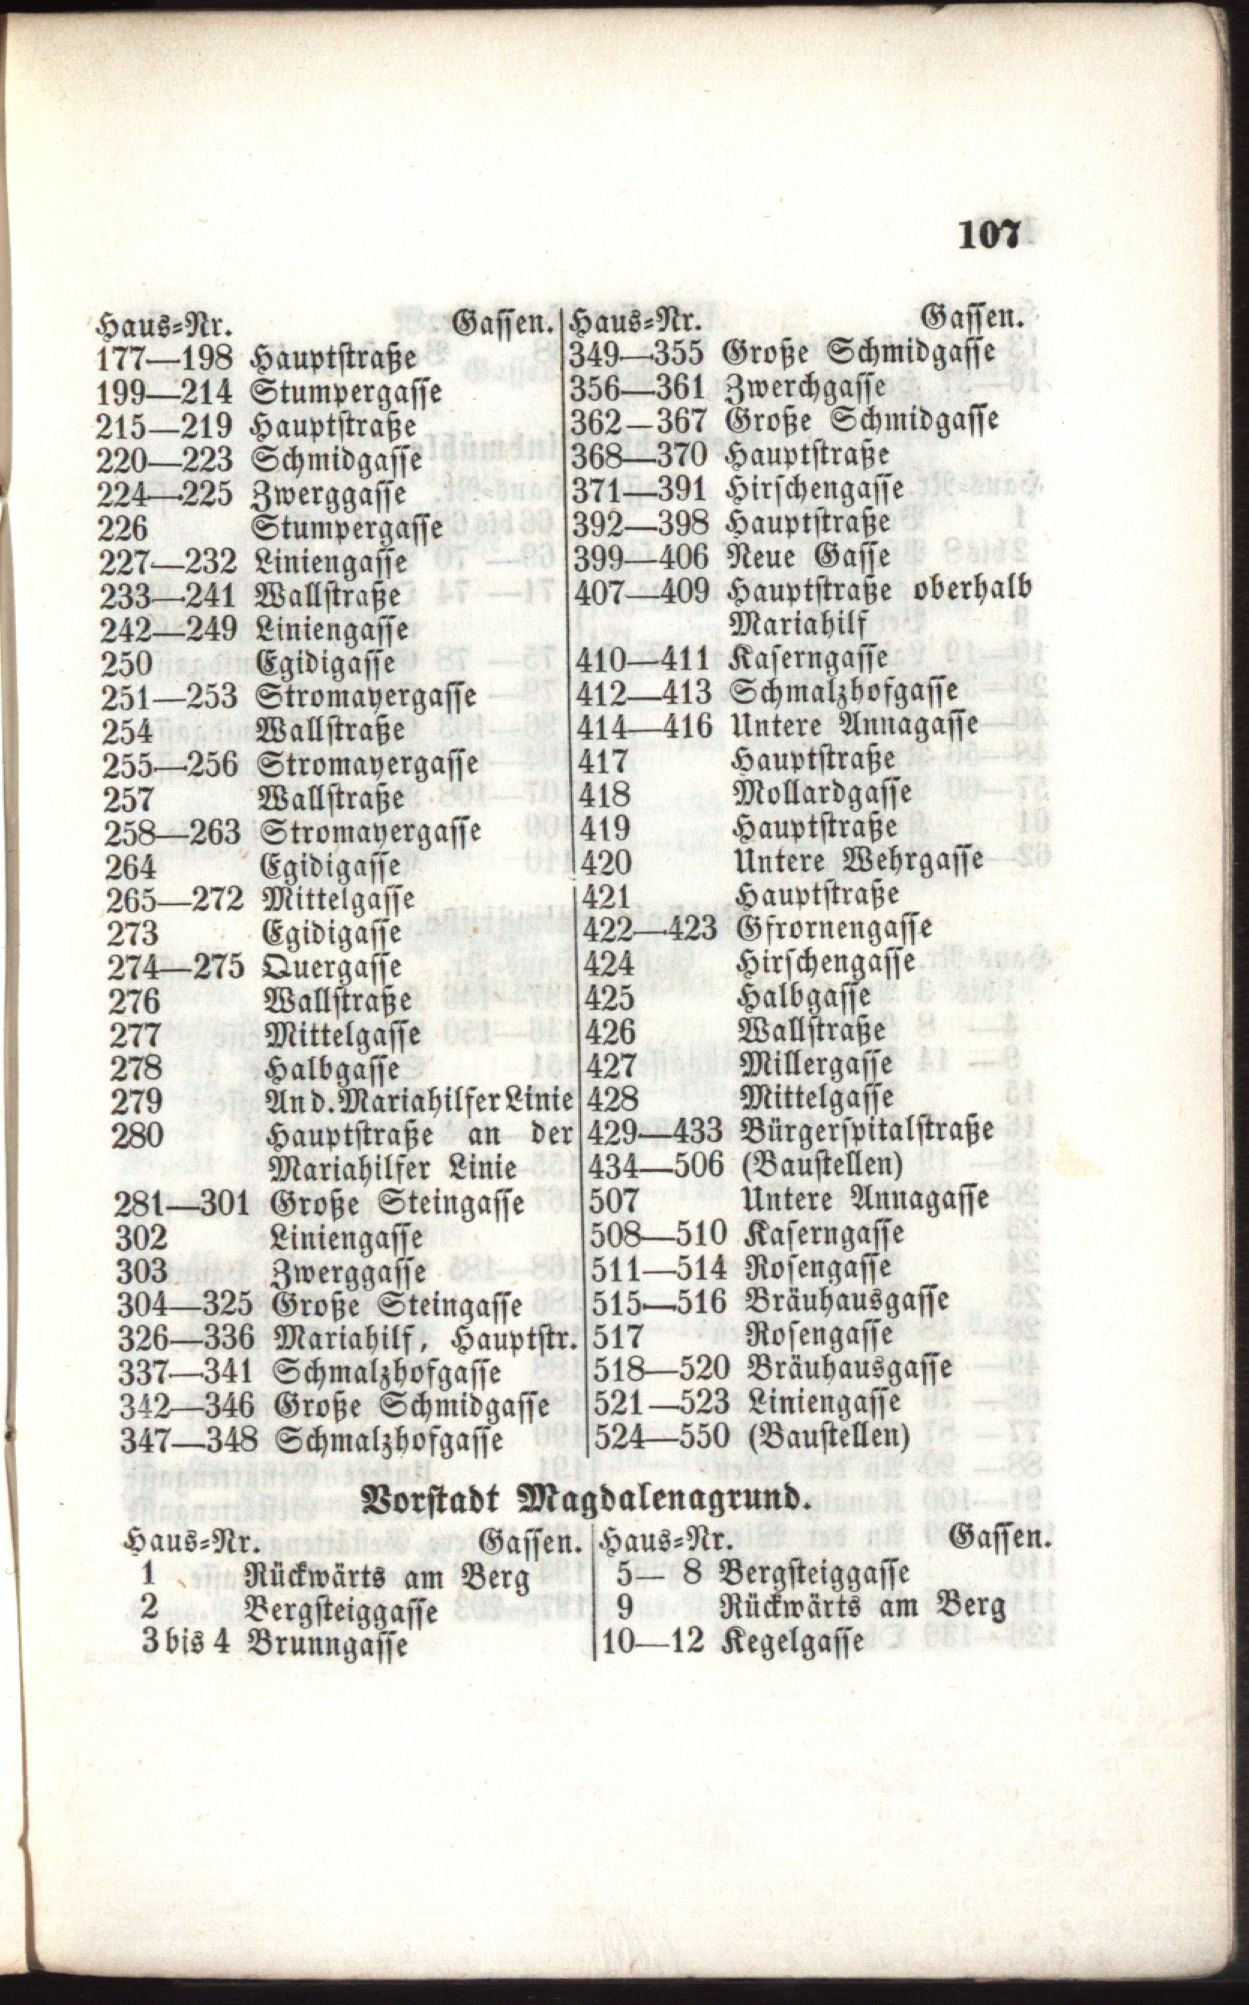 107
Haus-Nr. Gassen.
177—198 Hauptstraße
199—214 Stumpergasse
215—219 Hauptstraße
220—223 Schmidgasse
224—225 Zwerggasse
226 Stumpergasse
227—232 Liniengasse
233—241 Wallstraße
242—249 Liniengasse
250 Egidigasse
251—253 Stromayergasse
254 Wallstraße
255—256 Stromayergasse
257 Wallstraße
258—263 Stromayergasse
264 Egidigasse
265—272 Mittelgasse
273 Egidigasse
274—275 Quergasse
276 Wallstraße
277 Mittelgasse
278 Halbgasse
279 An d. Mariahilfer Linie
280 Hauptstraße an der
Mariahilfer Linie
281—301 Große Steingasse
302 Liniengasse
303 Zwerggasse
304—325 Große Steingasse
326—336 Mariahilf, Hauptstr.
337—341 Schmalzhofgasse
342—346 Große Schmidgasse
347—348 Schmalzhofgasse
Haus-Nr. Gassen.
349—355 Große Schmidgasse
356—361 Zwerchgasse
362—367 Große Schmidgasse
368—370 Hauptstraße
371—391 Hirschengasse
392—398 Hauptstraße
399—406 Neue Gasse
407—409 Hauptstraße oberhalb
Mariahilf
410—411 Kaserngasse
412—413 Schmalzhofgasse
414—416 Untere Annagasse
417 Hauptstraße
418 Mollardgasse
419 Hauptstraße
420 Untere Wehrgasse
421 Hauptstraße
422—423 Gfrornengasse
424 Hirschengasse
425 Halbgasse
426 Wallstraße
427 Millergasse
428 Mittelgasse
429—433 Bürgerspitalstraße
434—506 (Baustellen)
507 Untere Annagasse
508—510 Kaserngasse
511—514 Rosengasse
515—516 Bräuhausgasse
517 Rosengasse
518—520 Bräuhausgasse
521—523 Liniengasse
524—550 (Baustellen)
Vorstadt Magdalenagrund.
Haus-Nr. Gassen.
1 Rückwärts am Berg
2 Bergsteiggasse
3 bis 4 Brunngasse
Haus-Nr. Gassen.
5— 8 Bergsteiggasse
9 Rückwärts am Berg
10—12 Kegelgasse